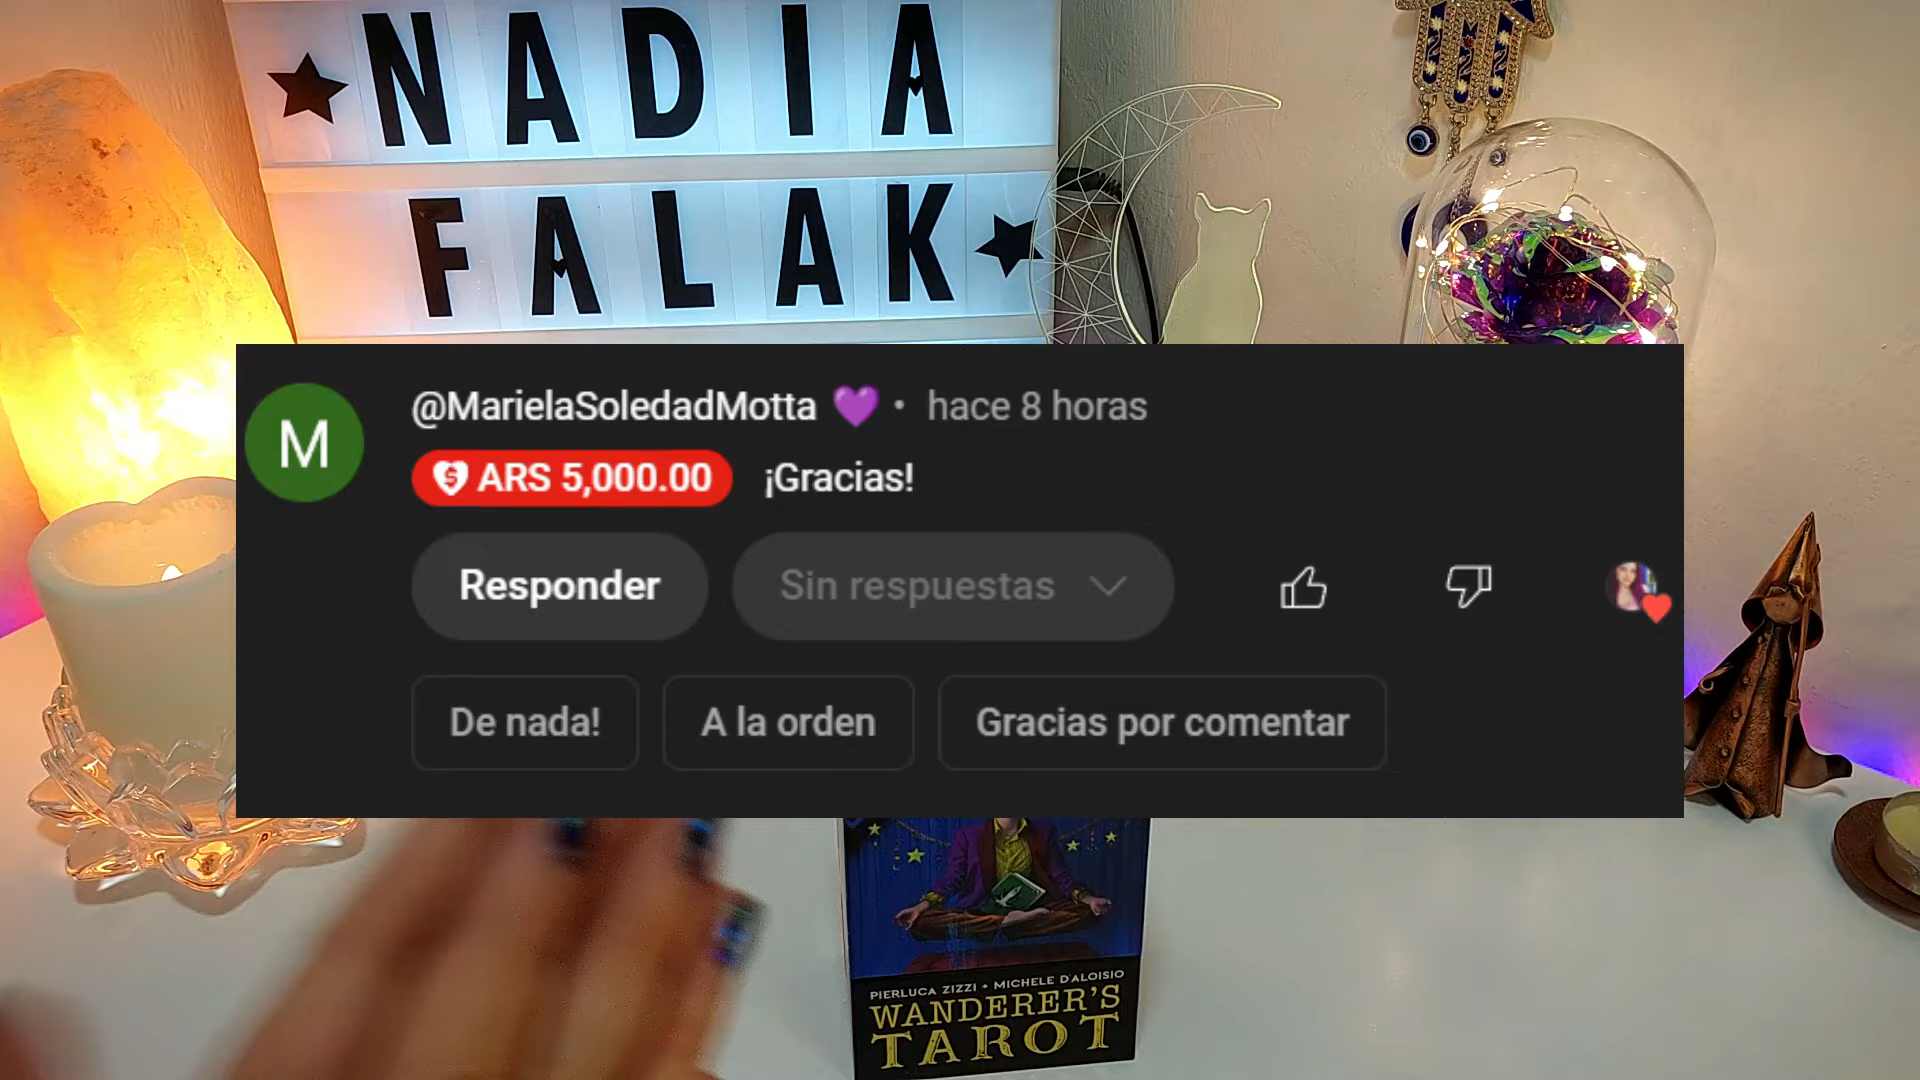 NADIA
FALAK
M
@MarielaSoledadMotta 💜 • hace 8 horas
ARS 5,000.00 ¡Gracias!
Responder
Sin respuestas
De nada!
A la orden
Gracias por comentar
PIERLUCA ZIZZI • MICHELE D'ALOISIO
WANDERER'S
TAROT